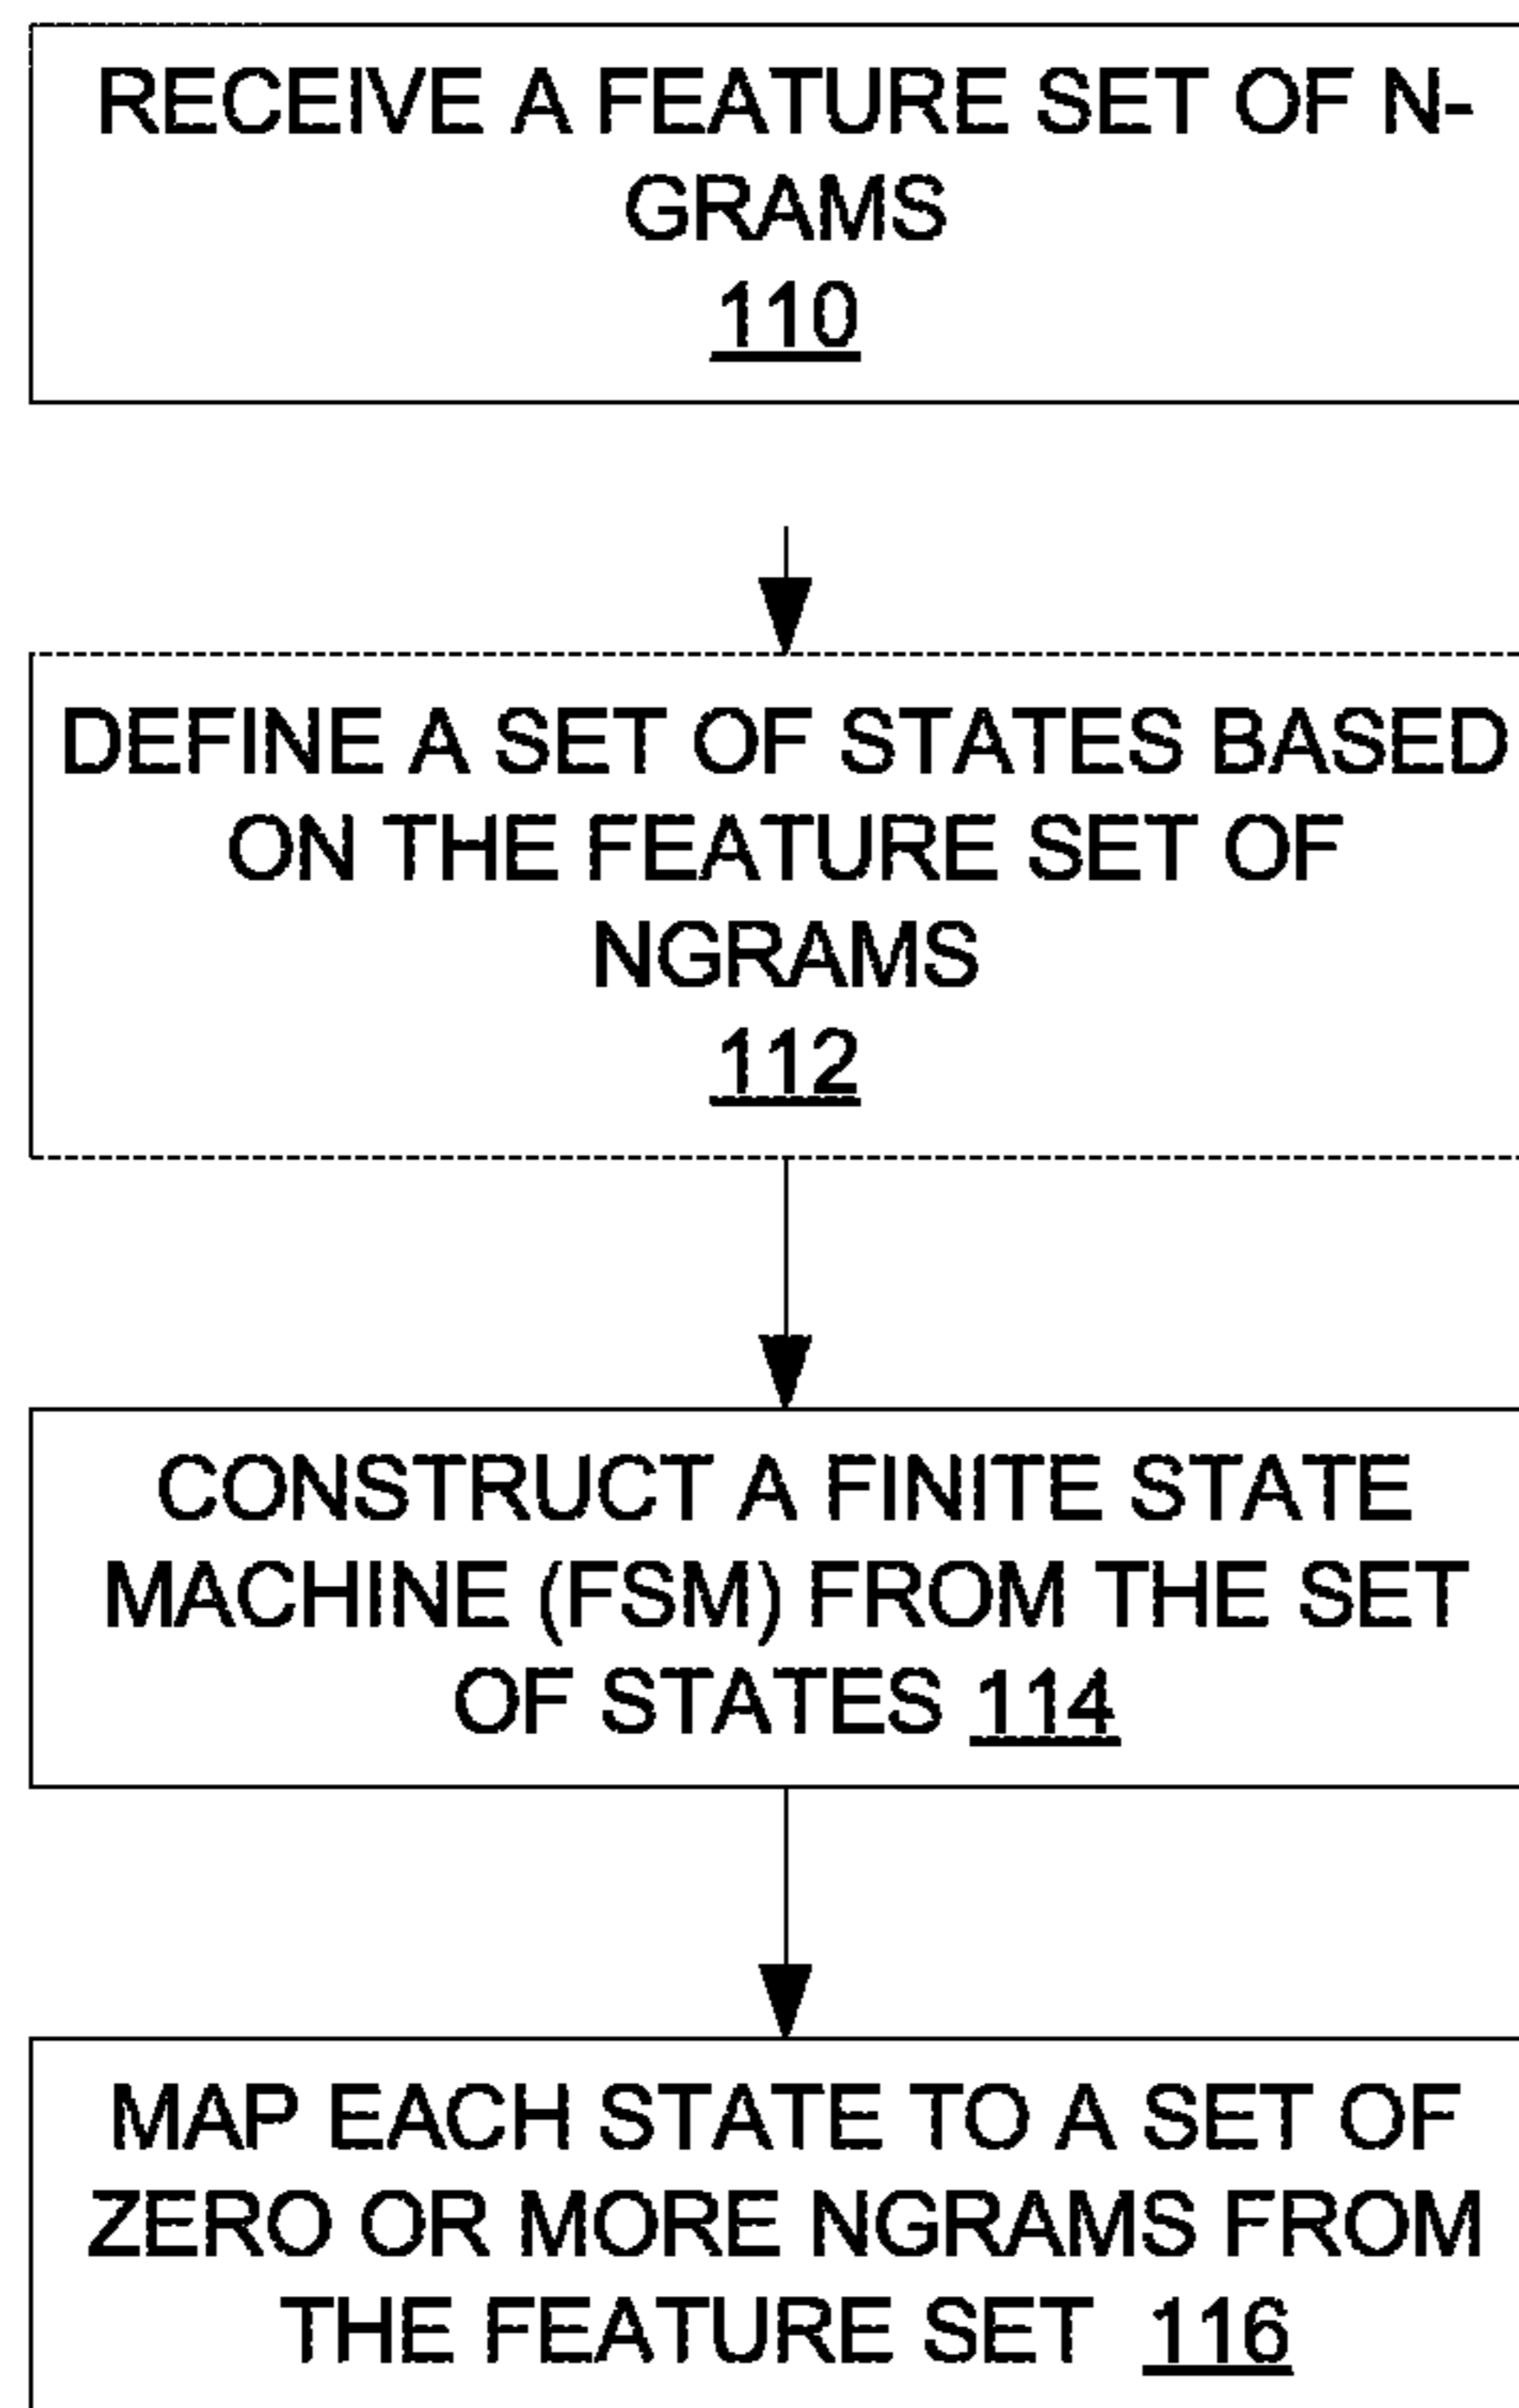 RECEIVE A FEATURE SET OF N-
GRAMS
110
DEFINE A SET OF STATES BASED
ON THE FEATURE SET OF
NGRAMS
112
CONSTRUCT A FINITE STATE
MACHINE (FSM) FROM THE SET
OF STATES 114
MAP EACH STATE TO A SET OF
ZERO OR MORE NGRAMS FROM
THE FEATURE SET 116